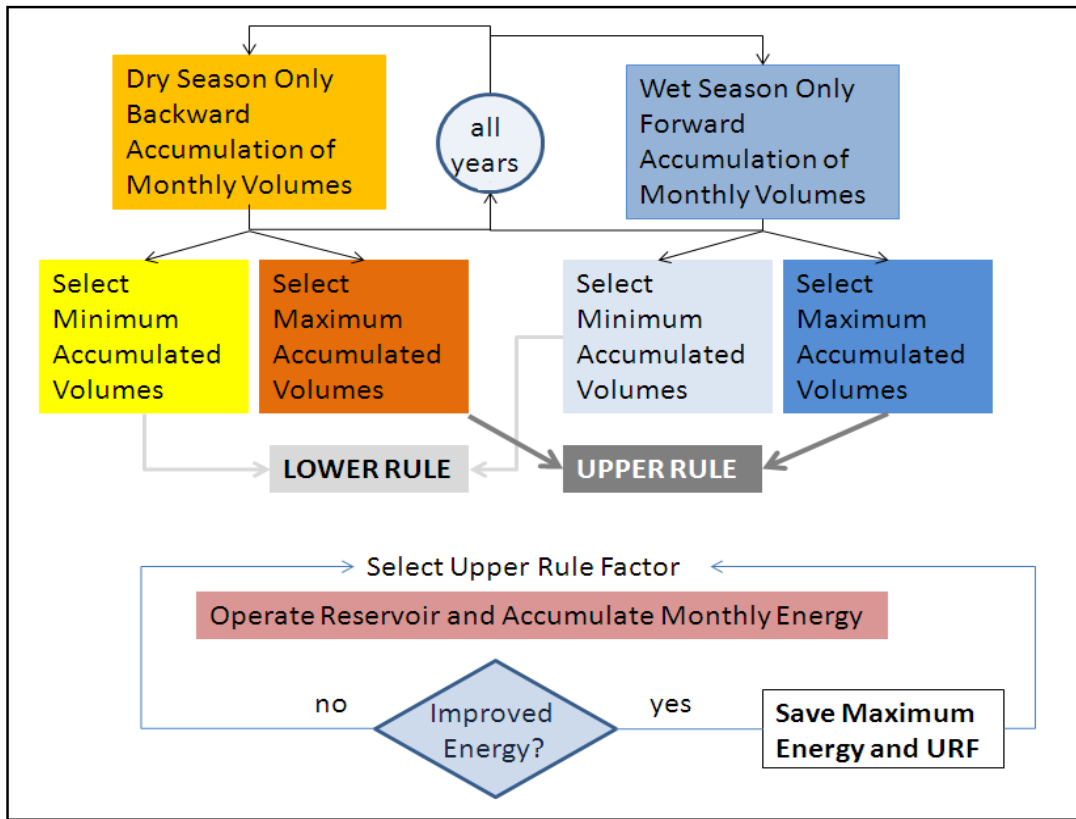 Dry Season Only
Backward
Accumulation of
Monthly Volumes
all
years
Wet Season Only
Forward
Accumulation of
Monthly Volumes
Select
Minimum
Accumulated
Volumes
Select
Maximum
Accumulated
Volumes
Select
Minimum
Accumulated
Volumes
Select
Maximum
Accumulated
Volumes
LOWER RULE
UPPER RULE
Select Upper Rule Factor
Operate Reservoir and Accumulate Monthly Energy
no
Improved
Energy?
yes
Save Maximum
Energy and URF